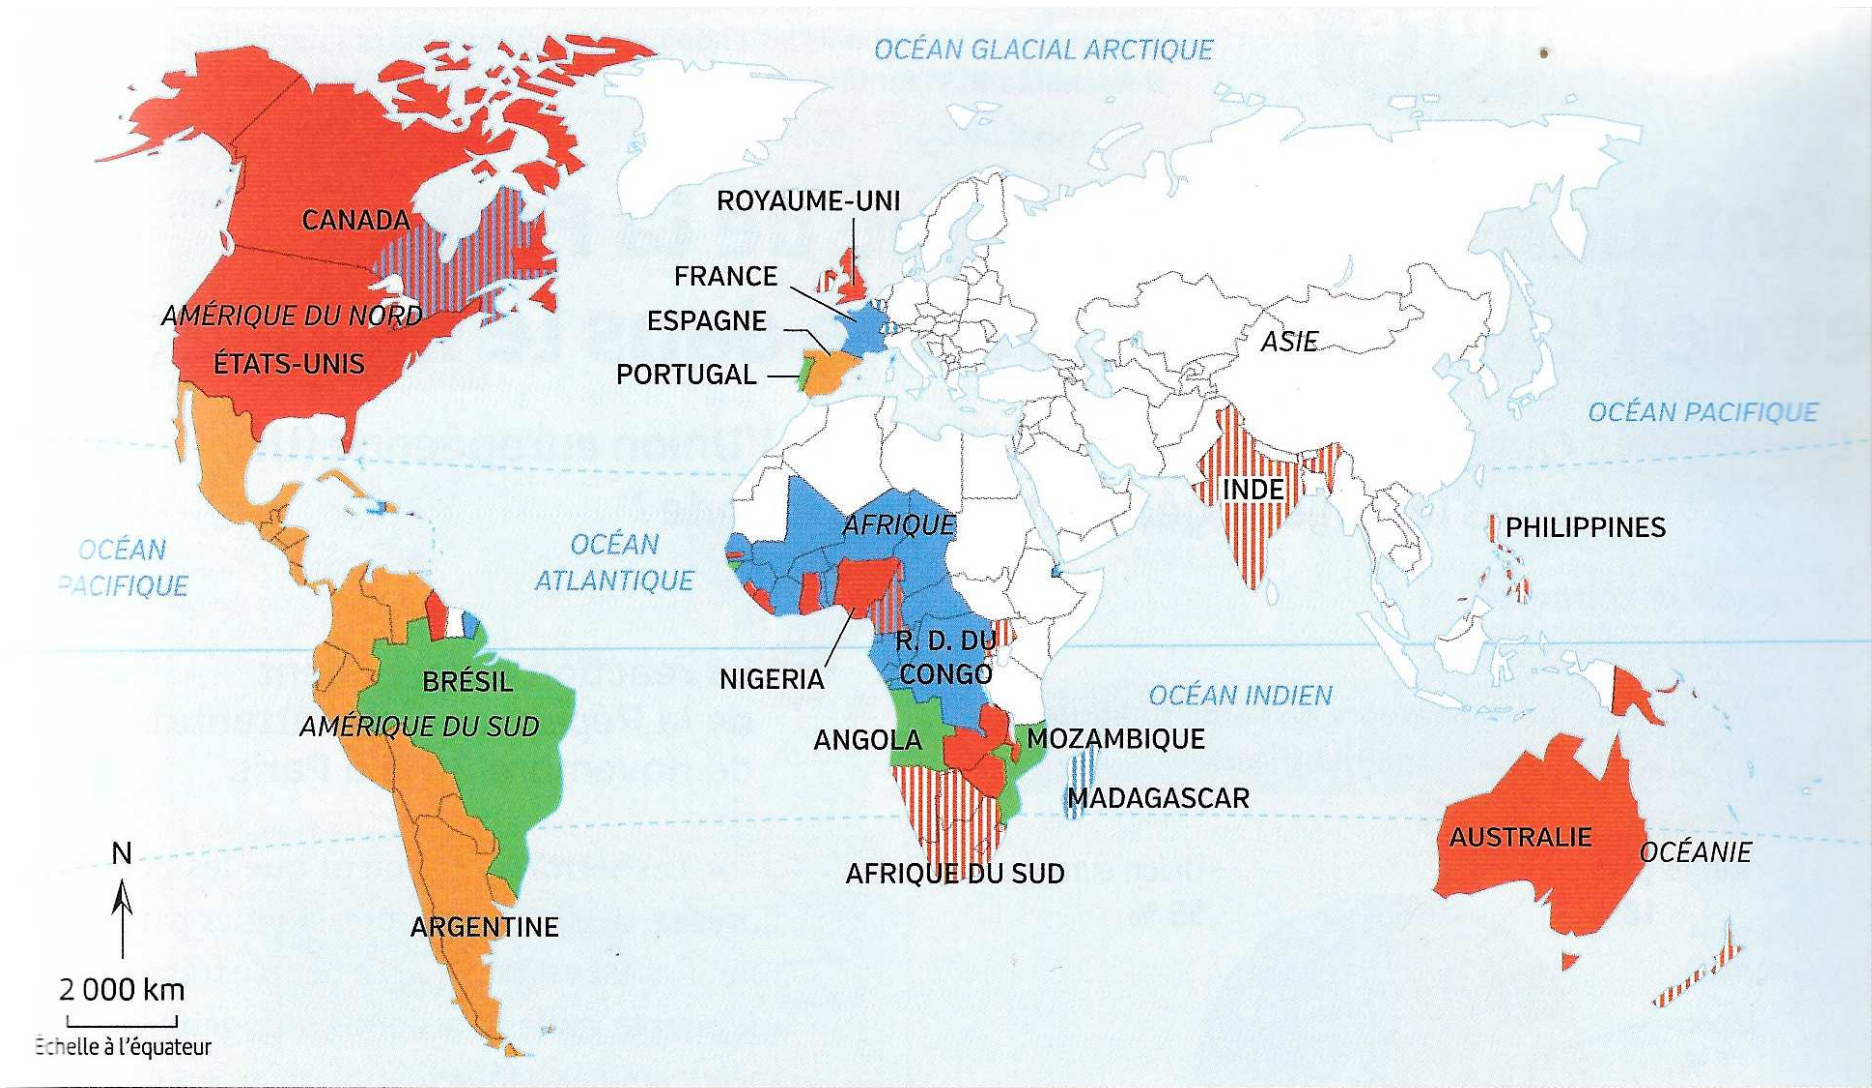 OCÉAN GLACIAL ARCTIQUE
ROYAUME-UNI
CANADA
FRANCE
AMÉRIQUE DU NORD
ESPAGNE
ASIE
ÉTATS-UNIS
PORTUGAL
OCÉAN PACIFIQUE
INDE
AFRIQUE
PHILIPPINES
OCÉAN
PACIFIQUE
OCÉAN
ATLANTIQUE
R. D. DU
CONGO
NIGERIA
BRÉSIL
OCÉAN INDIEN
AMÉRIQUE DU SUD
ANGOLA
MOZAMBIQUE
MADAGASCAR
AUSTRALIE
OCÉANIE
N
AFRIQUE DU SUD
ARGENTINE
2 000 km
Échelle à l'équateur